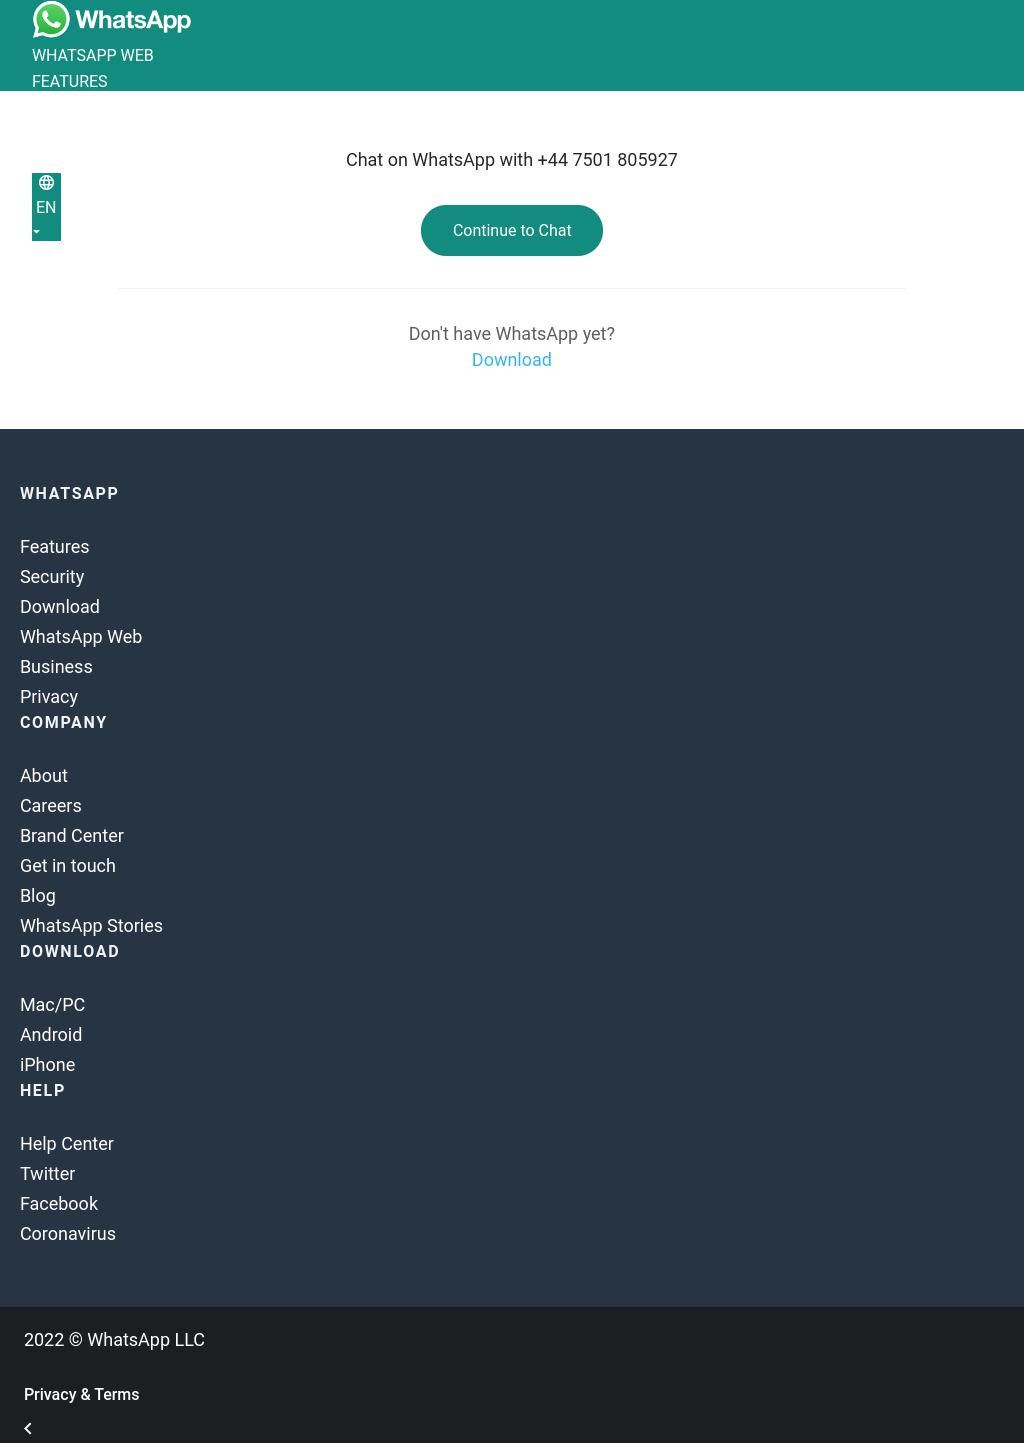 WhatsApp
WHATSAPP WEB
FEATURES
Chat on WhatsApp with +44 7501 805927
EN
Continue to Chat
Don't have WhatsApp yet?
Download
WHATSAPP
Features
Security
Download
WhatsApp Web
Business
Privacy
COMPANY
About
Careers
Brand Center
Get in touch
Blog
WhatsApp Stories
DOWNLOAD
Mac/PC
Android
iPhone
HELP
Help Center
Twitter
Facebook
Coronavirus
2022 © WhatsApp LLC
Privacy & Terms